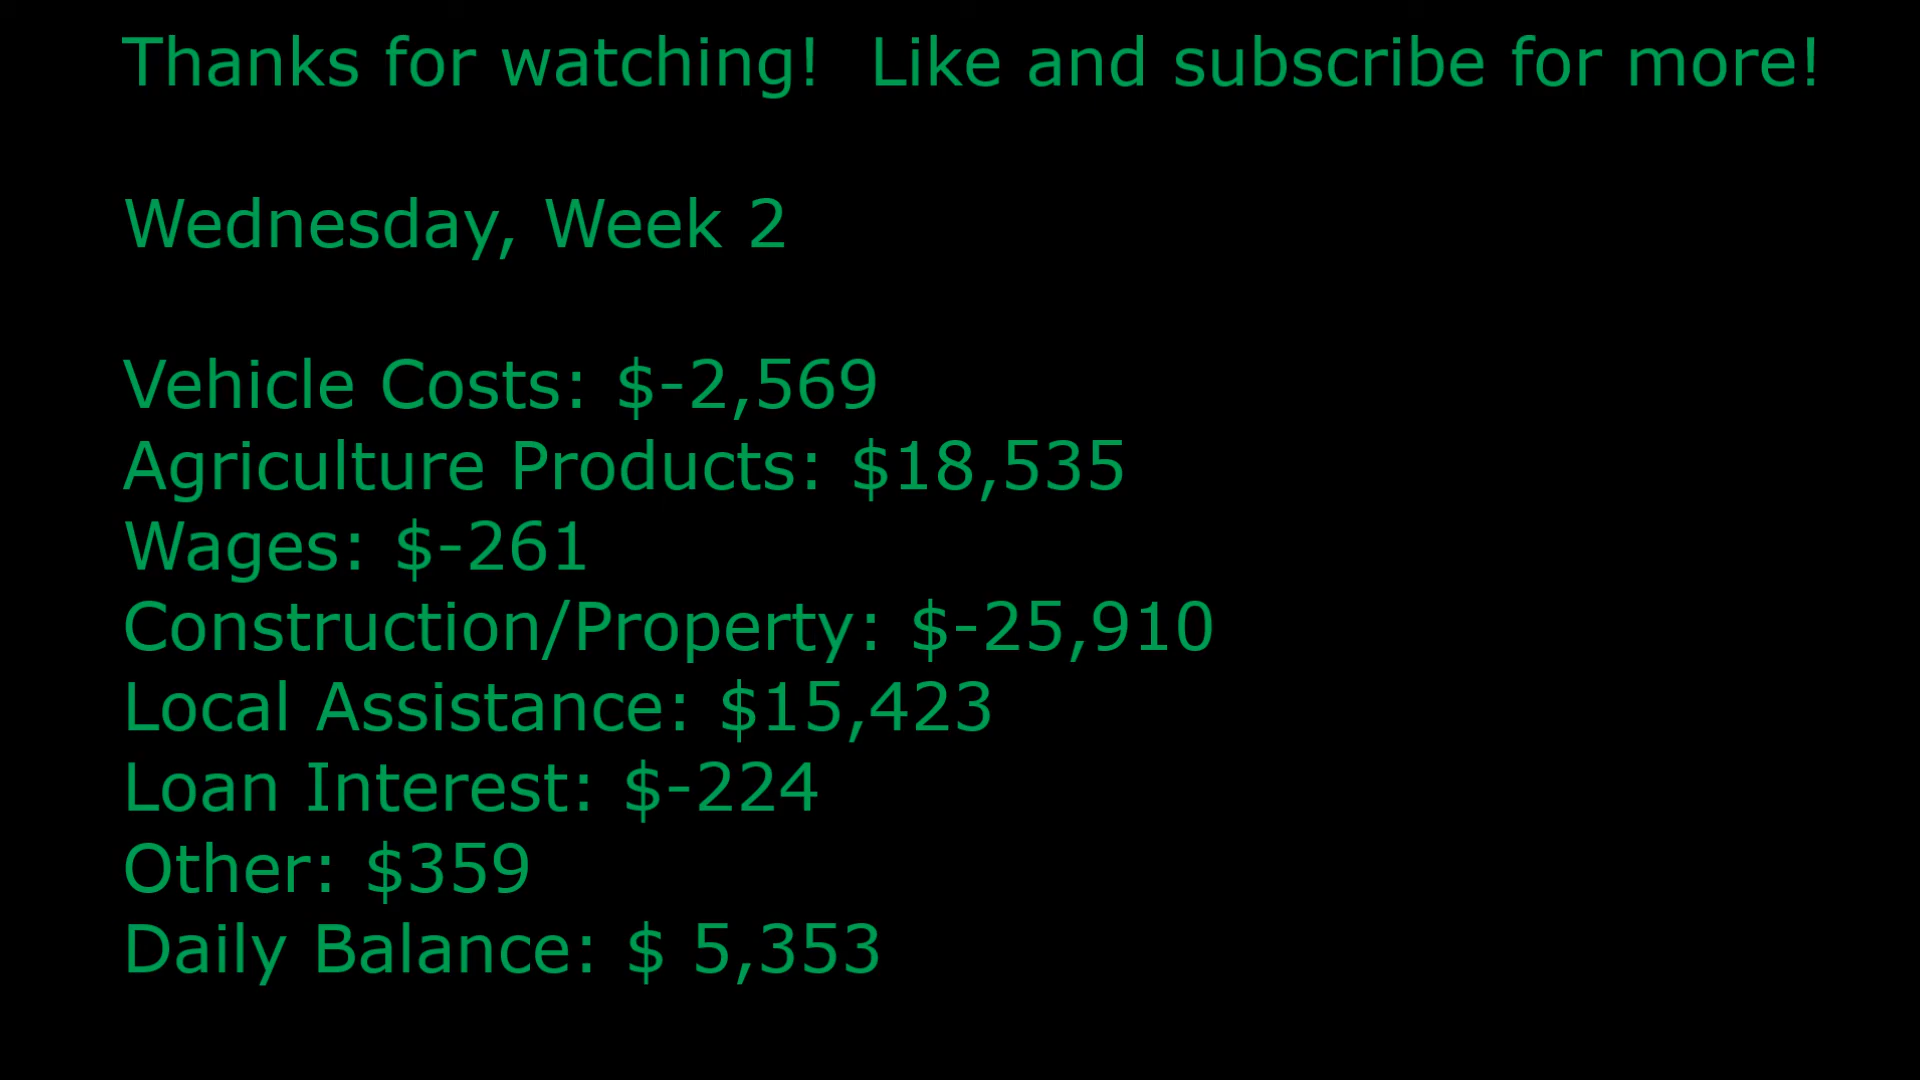 Thanks for watching!  Like and subscribe for more!
Wednesday, Week 2
Vehicle Costs: $-2,569
Agriculture Products: $18,535
Wages: $-261
Construction/Property: $-25,910
Local Assistance: $15,423
Loan Interest: $-224
Other: $359
Daily Balance: $ 5,353